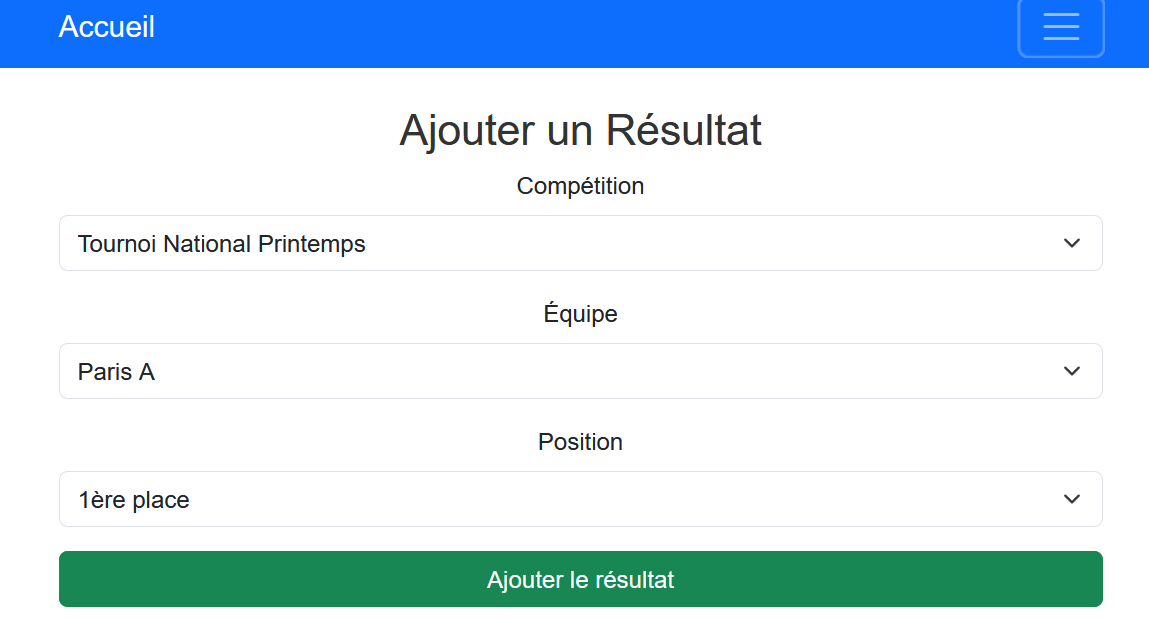 Accueil
Ajouter un Résultat
Compétition
Tournoi National Printemps
Équipe
Paris A
Position
1ère place
Ajouter le résultat